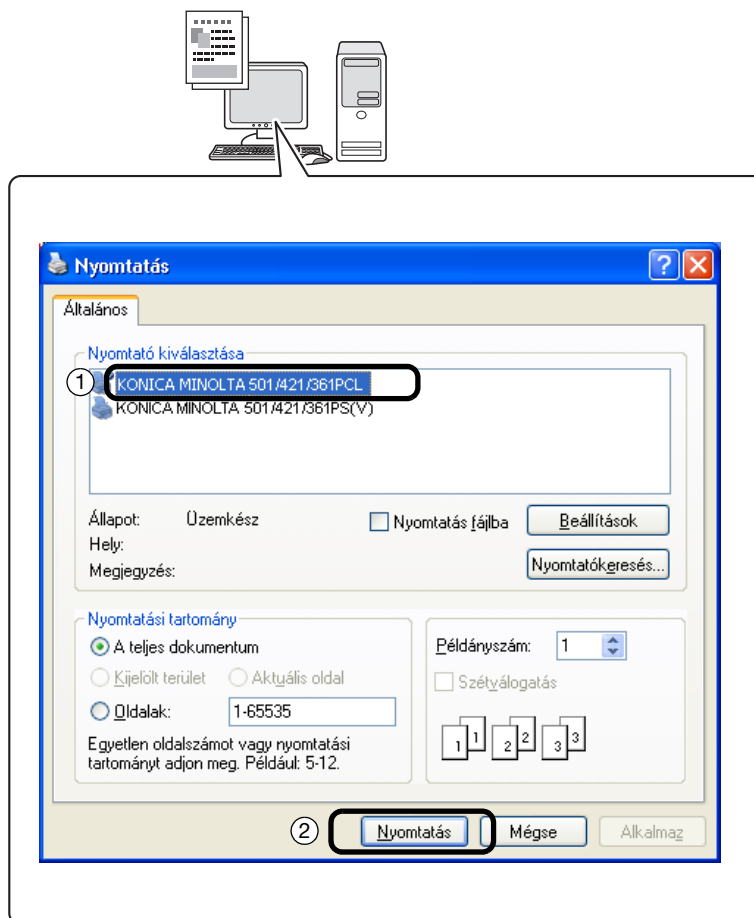 Nyomtatás
Általános
Nyomtató kiválasztása
1
KONICA MINOLTA 501/421/361PCL
KONICA MINOLTA 501/421/361PS(V)
Állapot: Üzemkész
Nyomtatás fájlba
Beállítások
Hely:
Megjegyzés:
Nyomtatókeresés...
Nyomtatási tartomány
A teljes dokumentum
Kijelölt terület Aktuális oldal
Oldalak: 1-65535
Egyetlen oldalszámot vagy nyomtatási
tartományt adjon meg. Például: 5-12.
Példányszám: 1
Szétválogatás
1 1 2 2 3 3
2
Nyomtatás Mégse Alkalmaz